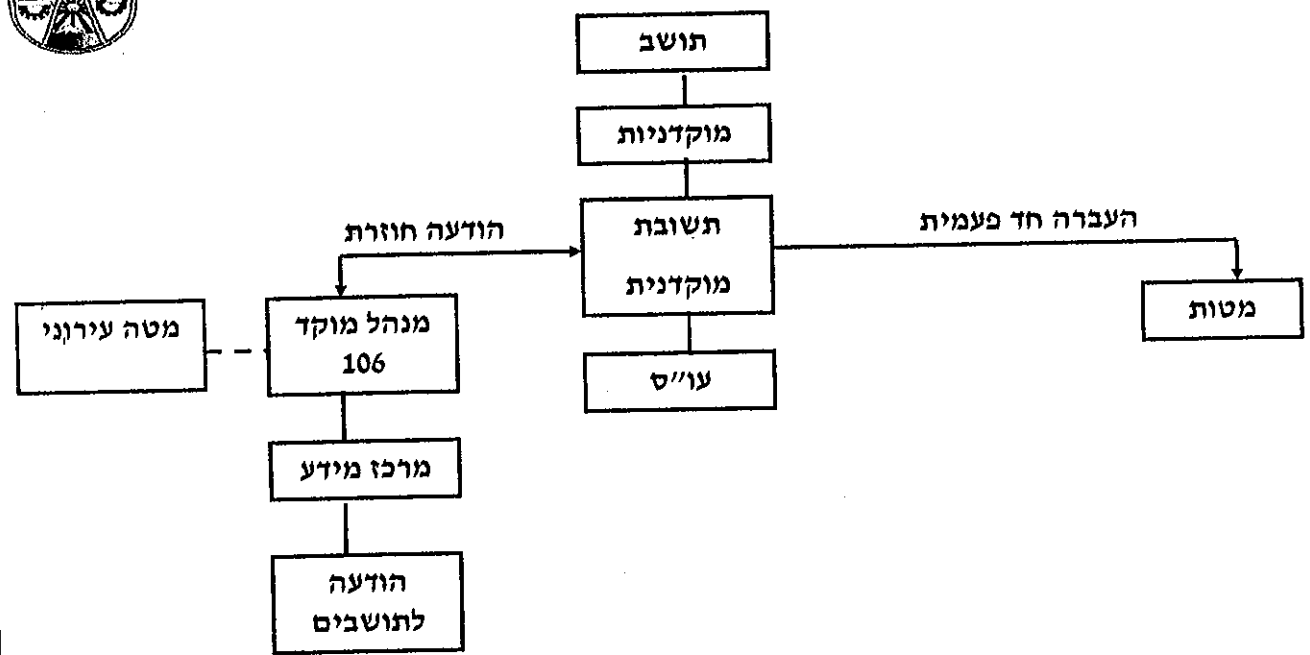 תושב
מוקדניות
תשובת
מוקדנית
הודעה חוזרת
העברה חד פעמית
מטות
מטה עירוני
מנהל מוקד
106
עו"ס
מרכז מידע
הודעה
לתושבים